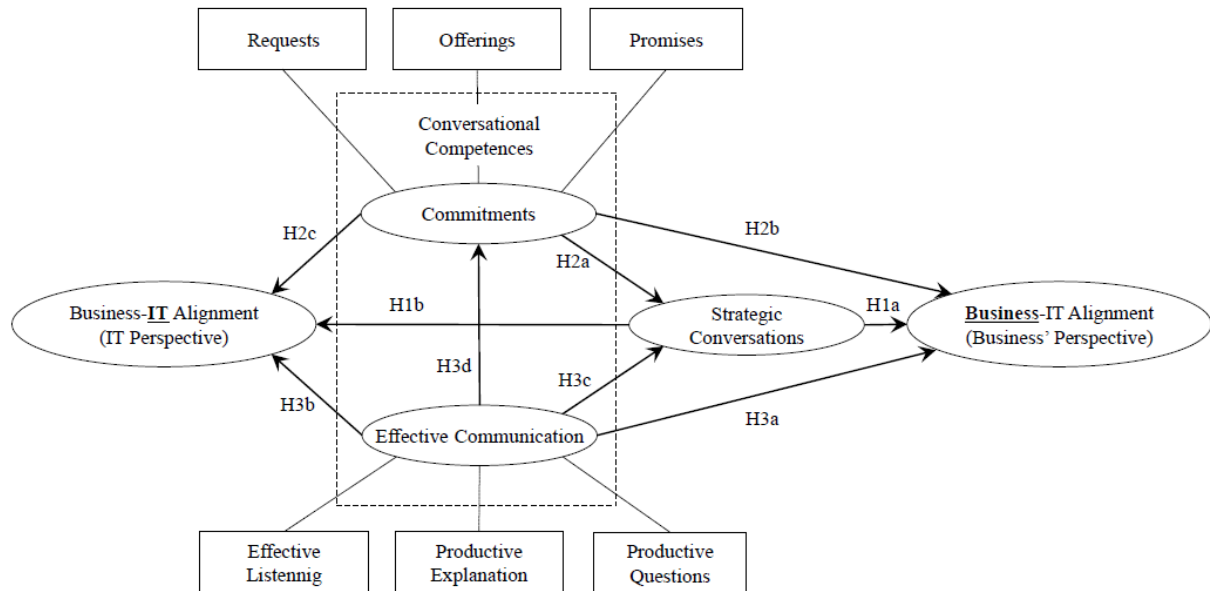 Requests
Offerings
Promises
Conversational
Competences
Commitments
H2c
H2b
H2a
Business-IT Alignment
(IT Perspective)
H1b
Strategic
Conversations
H1a
Business-IT Alignment
(Business’ Perspective)
H3d
H3c
H3b
H3a
Effective Communication
Effective
Listennig
Productive
Explanation
Productive
Questions